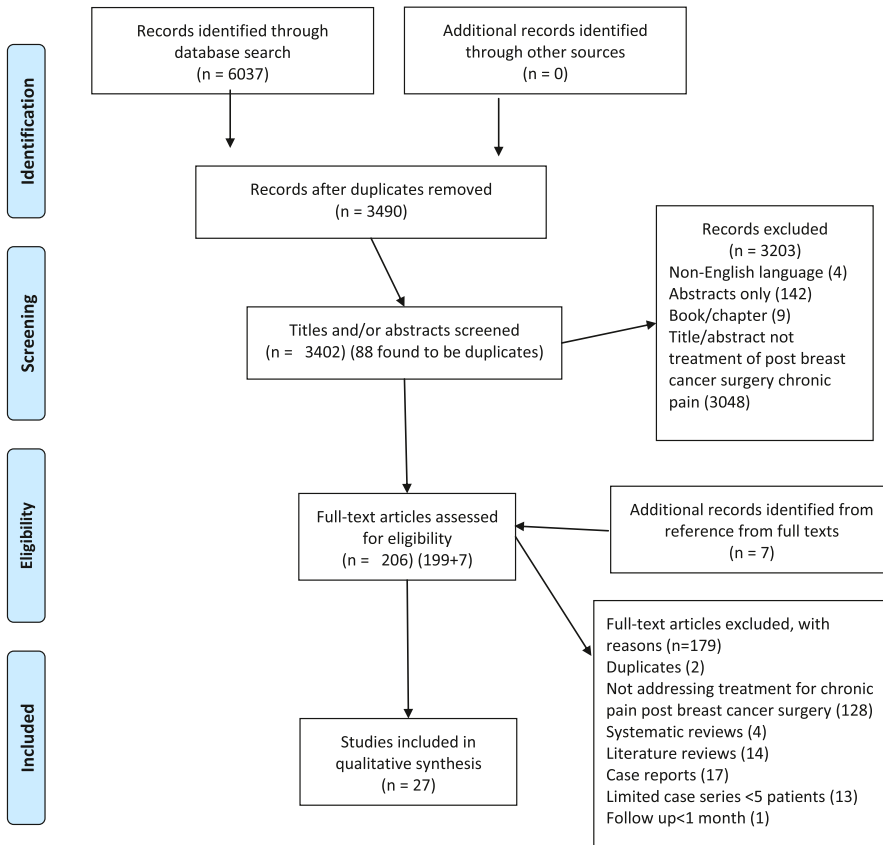 Records identified through
database search
(n = 6037)
Additional records identified
through other sources
(n = 0)
Identification
Records after duplicates removed
(n = 3490)
Records excluded
(n = 3203)
Non-English language (4)
Abstracts only (142)
Book/chapter (9)
Title/abstract not
treatment of post breast
cancer surgery chronic
pain (3048)
Screening
Titles and/or abstracts screened
(n = 3402) (88 found to be duplicates)
Eligibility
Full-text articles assessed
for eligibility
(n = 206) (199+7)
Additional records identified from
reference from full texts
(n = 7)
Full-text articles excluded, with
reasons (n=179)
Duplicates (2)
Not addressing treatment for chronic
pain post breast cancer surgery (128)
Systematic reviews (4)
Literature reviews (14)
Case reports (17)
Limited case series <5 patients (13)
Follow up<1 month (1)
Included
Studies included in
qualitative synthesis
(n = 27)